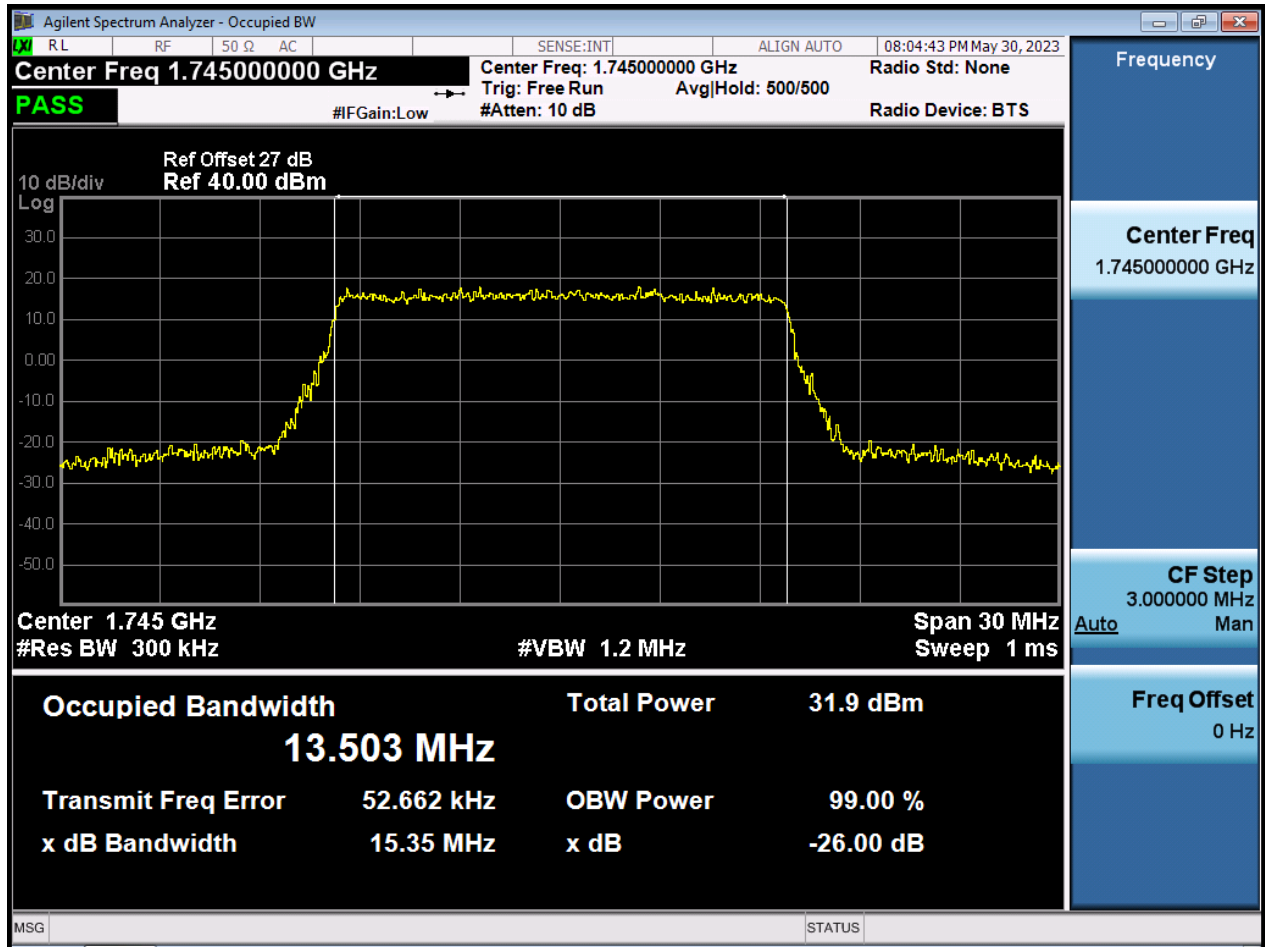 Agilent Spectrum Analyzer - Occupied BW
LXI RL RF 50 Ω AC SENSE:INT ALIGN AUTO 08:04:43 PM May 30, 2023
Center Freq 1.745000000 GHz
PASS
#IFGain:Low
Center Freq: 1.745000000 GHz
Trig: Free Run Avg|Hold: 500/500
#Atten: 10 dB
Radio Std: None
Radio Device: BTS
Ref Offset 27 dB
10 dB/div Ref 40.00 dBm
Log
30.0
20.0
10.0
0.00
-10.0
-20.0
-30.0
-40.0
-50.0
Center 1.745 GHz Span 30 MHz
#Res BW 300 kHz #VBW 1.2 MHz Sweep 1 ms
Occupied Bandwidth Total Power 31.9 dBm
13.503 MHz
Transmit Freq Error 52.662 kHz OBW Power 99.00 %
x dB Bandwidth 15.35 MHz x dB -26.00 dB
Frequency
Center Freq
1.745000000 GHz
CF Step
3.000000 MHz
Auto Man
Freq Offset
0 Hz
MSG STATUS